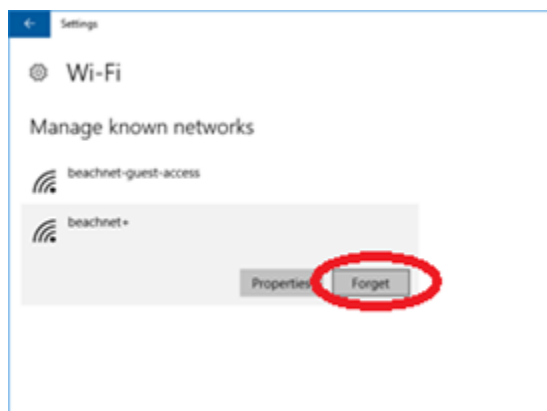 Settings
Wi-Fi
Manage known networks
beachnet-guest-access
beachnet+
Properties Forget